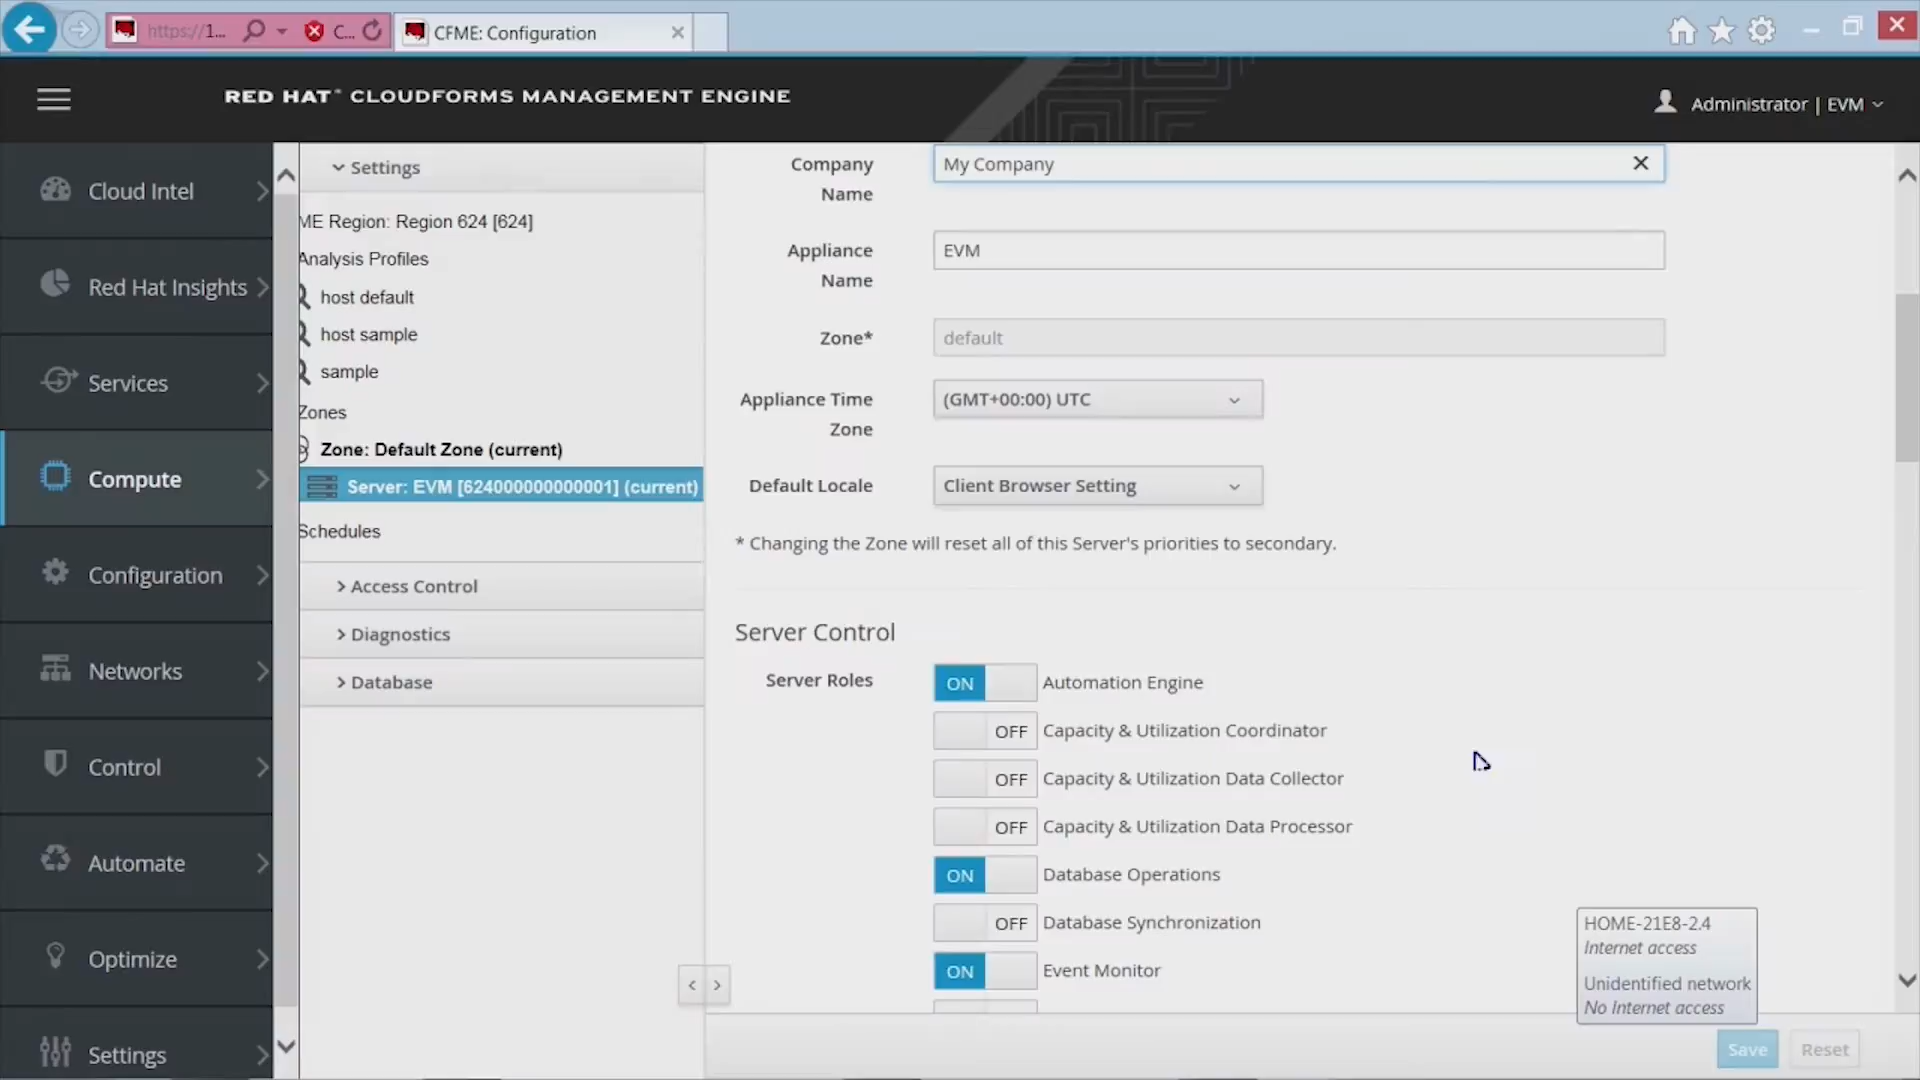 https://1...
C...
CFME: Configuration
RED HAT CLOUDFORMS MANAGEMENT ENGINE
Administrator | EVM
Cloud Intel
Red Hat Insights
Services
Compute
Configuration
Networks
Control
Automate
Optimize
Settings
Settings
ME Region: Region 624 [624]
Analysis Profiles
host default
host sample
sample
Zones
Zone: Default Zone (current)
Server: EVM [624000000000001] (current)
Schedules
Access Control
Diagnostics
Database
Company Name
My Company
Appliance Name
EVM
Zone*
default
Appliance Time Zone
(GMT+00:00) UTC
Default Locale
Client Browser Setting
* Changing the Zone will reset all of this Server's priorities to secondary.
Server Control
Server Roles
ON Automation Engine
OFF Capacity & Utilization Coordinator
OFF Capacity & Utilization Data Collector
OFF Capacity & Utilization Data Processor
ON Database Operations
OFF Database Synchronization
ON Event Monitor
HOME-21E8-2.4
Internet access
Unidentified network
No Internet access
Save
Reset